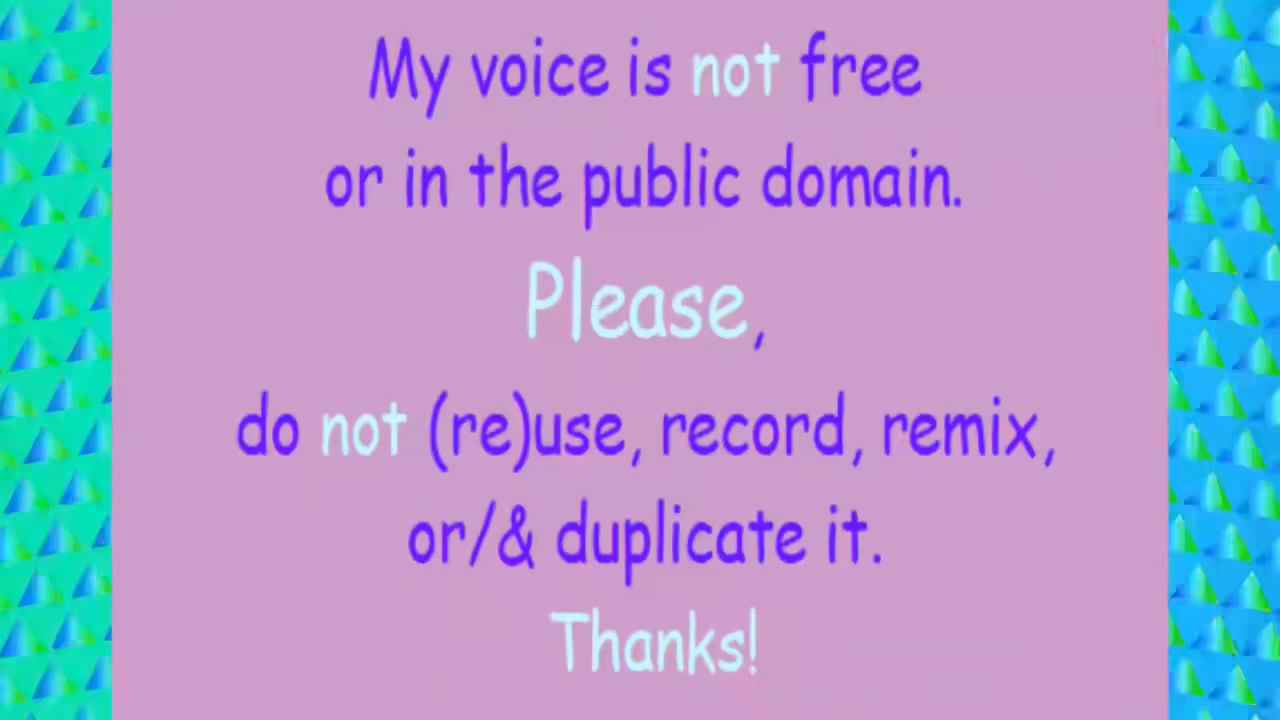 My voice is not free
or in the public domain.
Please,
do not (re)use, record, remix,
or/& duplicate it.
Thanks!